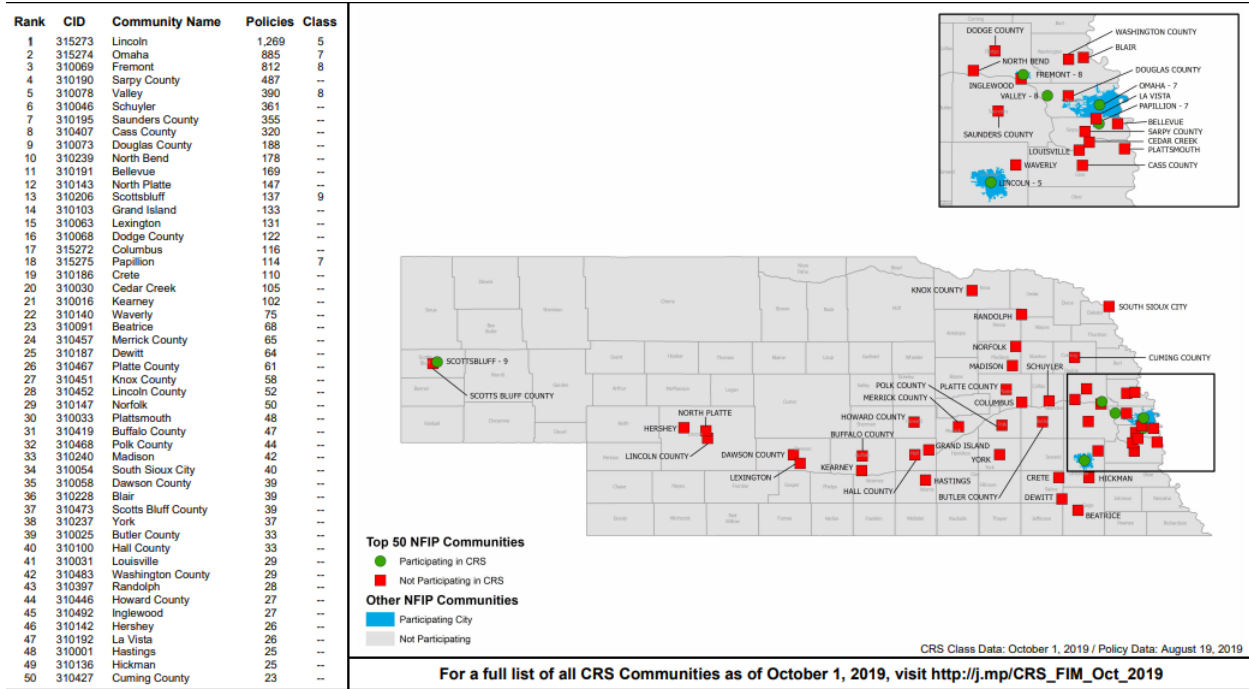 Rank CID Community Name Policies Class
1 315273 Lincoln 1,269 5
2 315274 Omaha 885 7
3 310069 Fremont 812 8
4 310190 Sarpy County 487 --
5 310078 Valley 390 8
6 310046 Schuyler 361 --
7 310195 Saunders County 355 --
8 310407 Cass County 320 --
9 310073 Douglas County 188 --
10 310239 North Bend 178 --
11 310191 Bellevue 169 --
12 310143 North Platte 147 --
13 310206 Scottsbluff 137 9
14 310103 Grand Island 133 --
15 310063 Lexington 131 --
16 310068 Dodge County 122 --
17 315272 Columbus 116 --
18 315275 Papillion 114 7
19 310186 Crete 110 --
20 310030 Cedar Creek 105 --
21 310016 Kearney 102 --
22 310140 Waverly 75 --
23 310091 Beatrice 68 --
24 310457 Merrick County 65 --
25 310187 Dewitt 64 --
26 310467 Platte County 61 --
27 310451 Knox County 58 --
28 310452 Lincoln County 52 --
29 310147 Norfolk 50 --
30 310033 Plattsmouth 48 --
31 310419 Buffalo County 47 --
32 310468 Polk County 44 --
33 310240 Madison 42 --
34 310054 South Sioux City 40 --
35 310058 Dawson County 39 --
36 310228 Blair 39 --
37 310473 Scotts Bluff County 39 --
38 310237 York 37 --
39 310025 Butler County 33 --
40 310100 Hall County 33 --
41 310031 Louisville 29 --
42 310483 Washington County 29 --
43 310397 Randolph 28 --
44 310446 Howard County 27 --
45 310492 Inglewood 27 --
46 310142 Hershey 26 --
47 310192 La Vista 26 --
48 310001 Hastings 25 --
49 310136 Hickman 25 --
50 310427 Cuming County 23 --
DODGE COUNTY
WASHINGTON COUNTY
BLAIR
NORTH BEND
FREMONT - 8
DOUGLAS COUNTY
INGLEWOOD
VALLEY - 8
OMAHA - 7
LA VISTA
PAPILLION - 7
BELLEVUE
SAUNDERS COUNTY
SARPY COUNTY
CEDAR CREEK
LOUISVILLE
PLATTSMOUTH
WAVERLY
CASS COUNTY
LINCOLN - 5
KNOX COUNTY
SOUTH SIOUX CITY
RANDOLPH
NORFOLK
CUMING COUNTY
SCOTTSBLUFF - 9
MADISON
SCHUYLER
SCOTTS BLUFF COUNTY
POLK COUNTY
PLATTE COUNTY
MERRICK COUNTY
COLUMBUS
NORTH PLATTE
HOWARD COUNTY
HERSHEY
BUFFALO COUNTY
GRAND ISLAND
LINCOLN COUNTY
DAWSON COUNTY
YORK
LEXINGTON
KEARNEY
HASTINGS
CRETE
HICKMAN
HALL COUNTY
BUTLER COUNTY
DEWITT
BEATRICE
Top 50 NFIP Communities
Participating in CRS
Not Participating in CRS
Other NFIP Communities
Participating City
Not Participating
CRS Class Data: October 1, 2019 / Policy Data: August 19, 2019
For a full list of all CRS Communities as of October 1, 2019, visit http://j.mp/CRS_FIM_Oct_2019